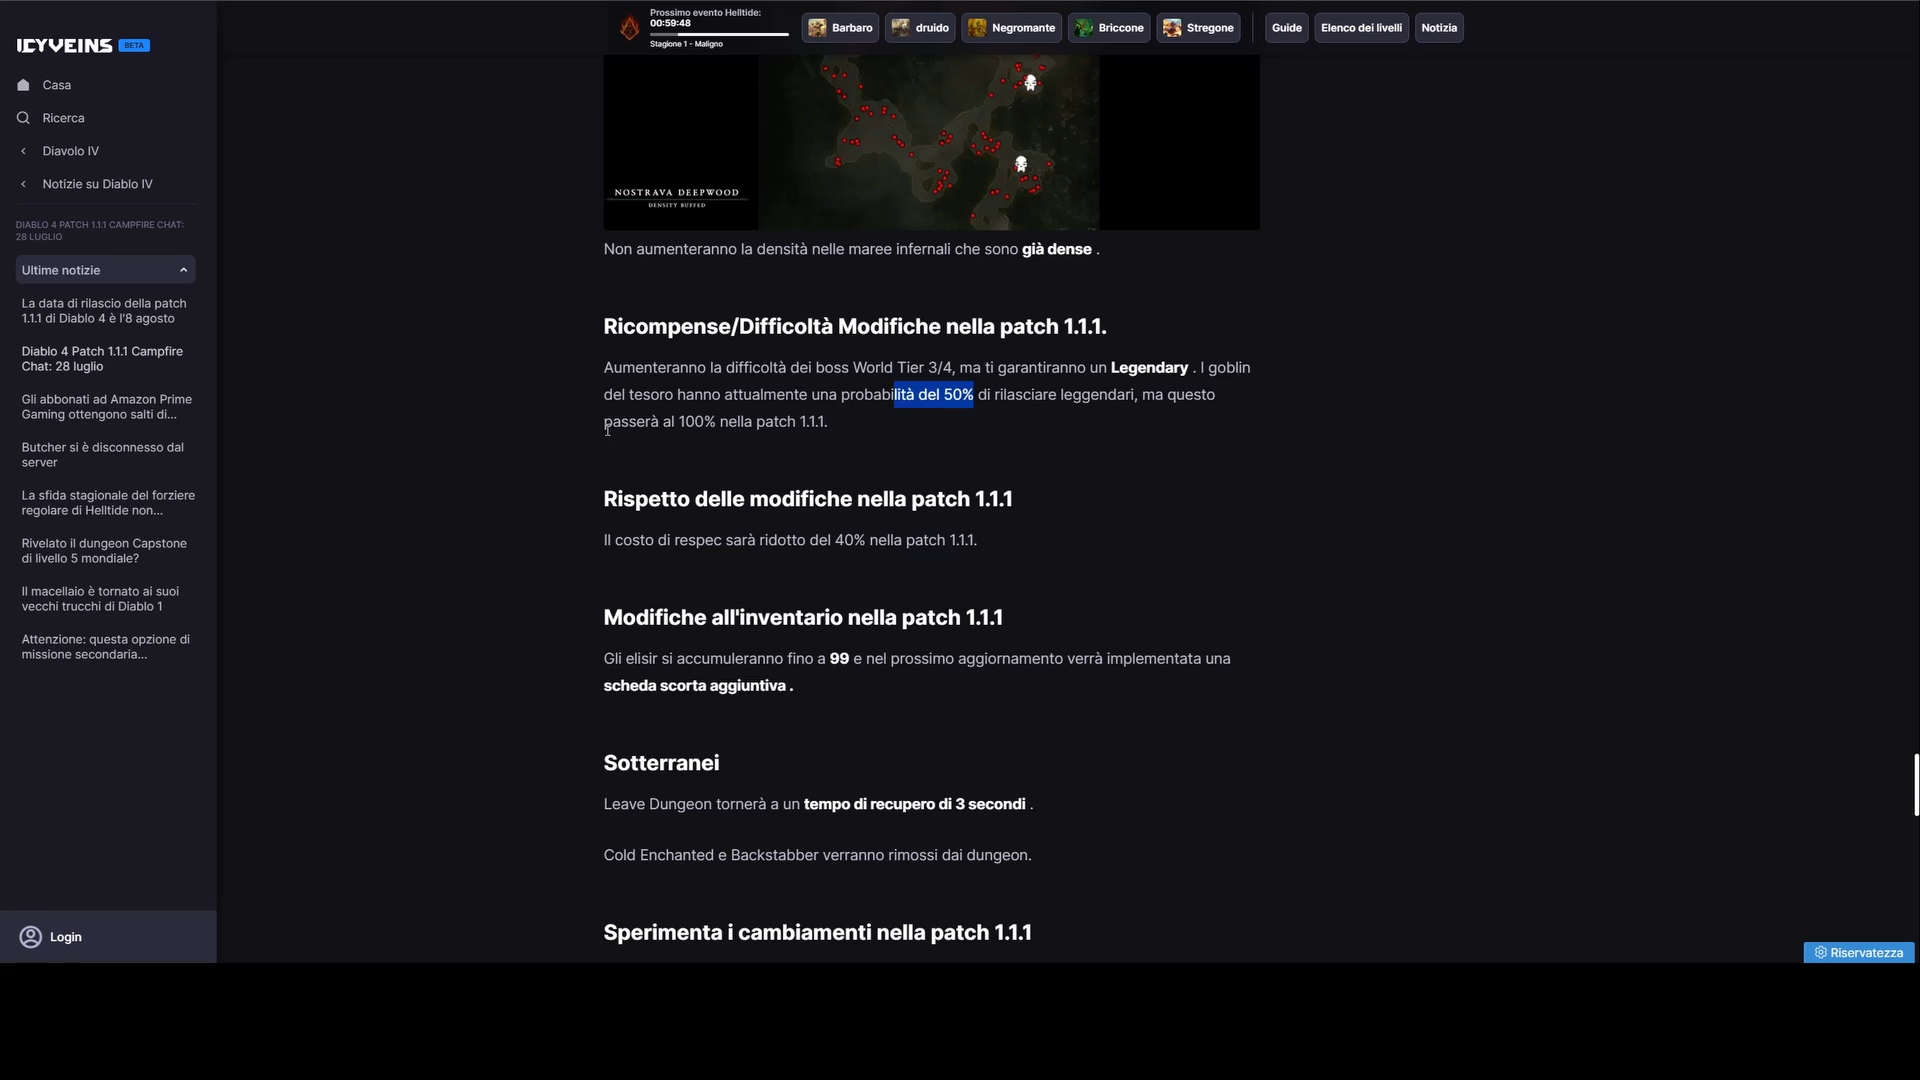 ICYVEINS BETA
Casa
Ricerca
Diavolo IV
Notizie su Diablo IV
DIABLO 4 PATCH 1.1.1 CAMPFIRE CHAT:
28 LUGLIO
Ultime notizie
La data di rilascio della patch
1.1.1 di Diablo 4 è l'8 agosto
Diablo 4 Patch 1.1.1 Campfire
Chat: 28 luglio
Gli abbonati ad Amazon Prime
Gaming ottengono salti di...
Butcher si è disconnesso dal
server
La sfida stagionale del forziere
regolare di Helltide non...
Rivelato il dungeon Capstone
di livello 5 mondiale?
Il macellaio è tornato ai suoi
vecchi trucchi di Diablo 1
Attenzione: questa opzione di
missione secondaria...
Login
Prossimo evento Helltide:
00:59:48
Stagione 1 - Maligno
Barbaro
druido
Negromante
Briccone
Stregone
Guide
Elenco dei livelli
Notizia
NOSTRAVA DEEPWOOD
DENSITY BUFFED
Non aumenteranno la densità nelle maree infernali che sono già dense .
Ricompense/Difficoltà Modifiche nella patch 1.1.1.
Aumenteranno la difficoltà dei boss World Tier 3/4, ma ti garantiranno un Legendary . I goblin
del tesoro hanno attualmente una probabilità del 50% di rilasciare leggendari, ma questo
passerà al 100% nella patch 1.1.1.
Rispetto delle modifiche nella patch 1.1.1
Il costo di respec sarà ridotto del 40% nella patch 1.1.1.
Modifiche all'inventario nella patch 1.1.1
Gli elisir si accumuleranno fino a 99 e nel prossimo aggiornamento verrà implementata una
scheda scorta aggiuntiva .
Sotterranei
Leave Dungeon tornerà a un tempo di recupero di 3 secondi .
Cold Enchanted e Backstabber verranno rimossi dai dungeon.
Sperimenta i cambiamenti nella patch 1.1.1
Riservatezza